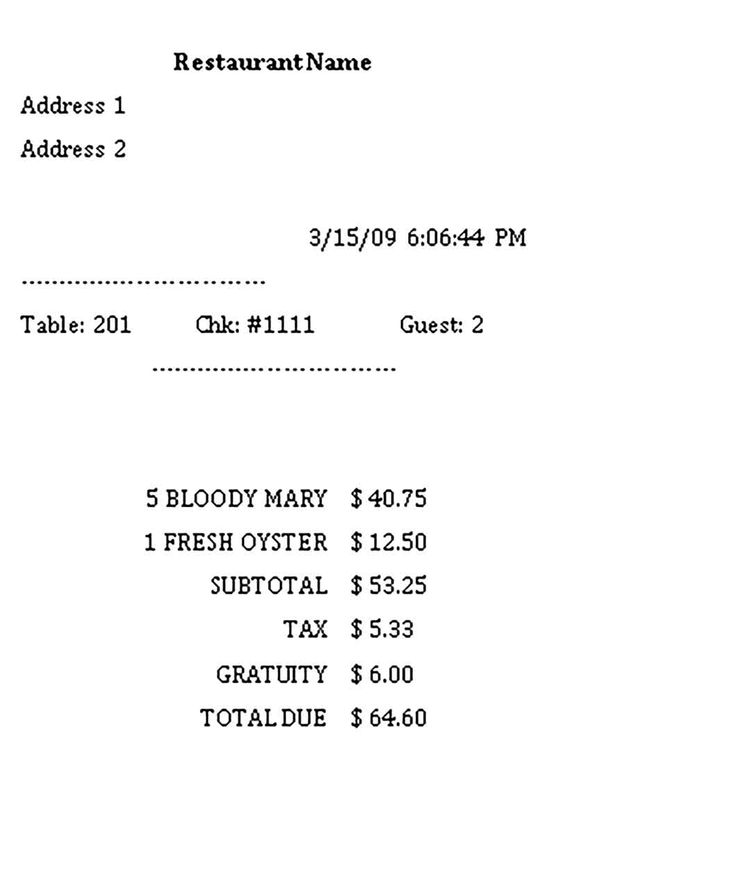 RestaurantName
Address 1
Address 2
3/15/09 6:06:44 PM
................................
Table: 201 Chk: #1111 Guest: 2
................................
5 BLOODY MARY $ 40.75
1 FRESH OYSTER $ 12.50
SUBTOTAL $ 53.25
TAX $ 5.33
GRATUITY $ 6.00
TOTAL DUE $ 64.60